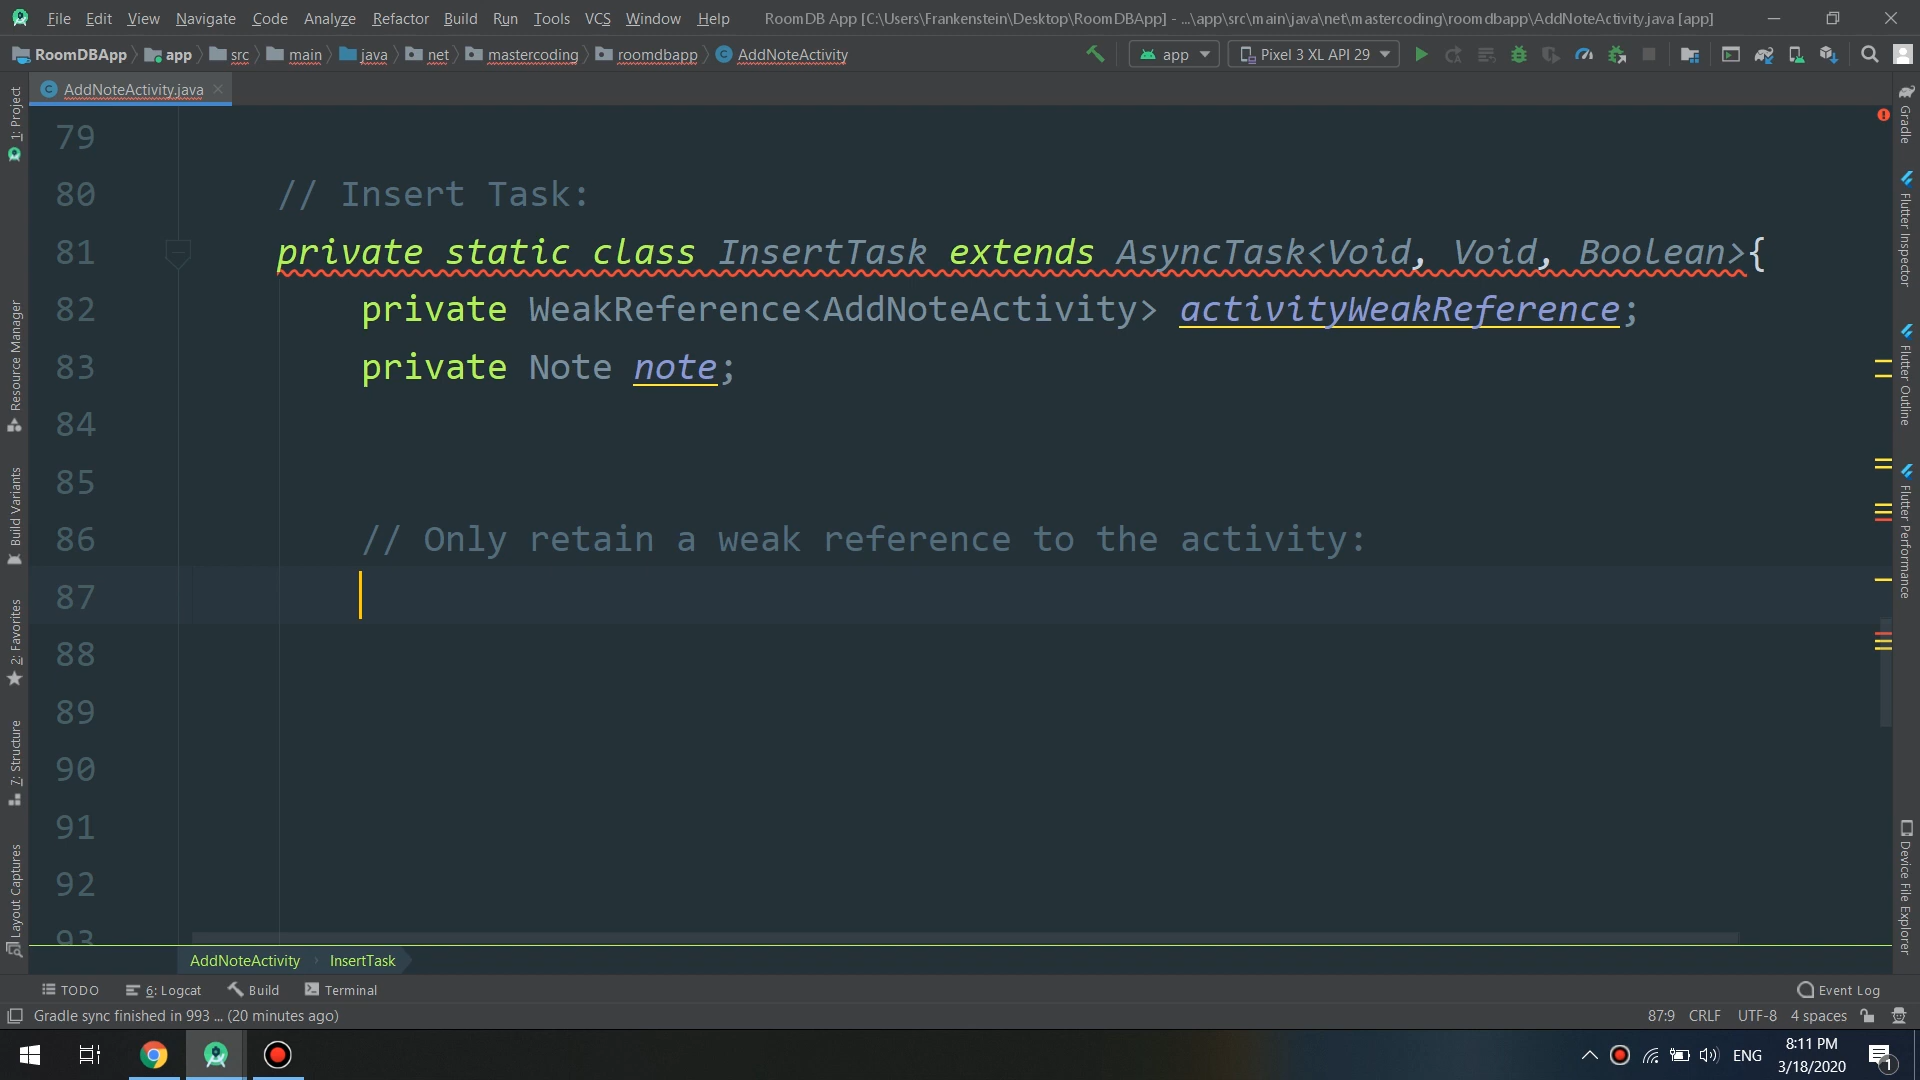 File Edit View Navigate Code Analyze Refactor Build Run Tools VCS Window Help RoomDB App [C:\Users\Frankenstein\Desktop\RoomDBApp] - ...\app\src\main\java\net\mastercoding\roomdbapp\AddNoteActivity.java [app]
RoomDBApp app src main java net mastercoding roomdbapp AddNoteActivity app Pixel 3 XL API 29
AddNoteActivity.java
79
80 // Insert Task:
81 private static class InsertTask extends AsyncTask<Void, Void, Boolean>{
82 private WeakReference<AddNoteActivity> activityWeakReference;
83 private Note note;
84
85
86 // Only retain a weak reference to the activity:
87
88
89
90
91
92
93
1: Project
Resource Manager
Build Variants
2: Favorites
7: Structure
Layout Captures
Gradle
Flutter Inspector
Flutter Outline
Flutter Performance
Device File Explorer
AddNoteActivity InsertTask
TODO 6: Logcat Build Terminal Event Log
Gradle sync finished in 993 ... (20 minutes ago) 87:9 CRLF UTF-8 4 spaces
ENG 8:11 PM
3/18/2020 1